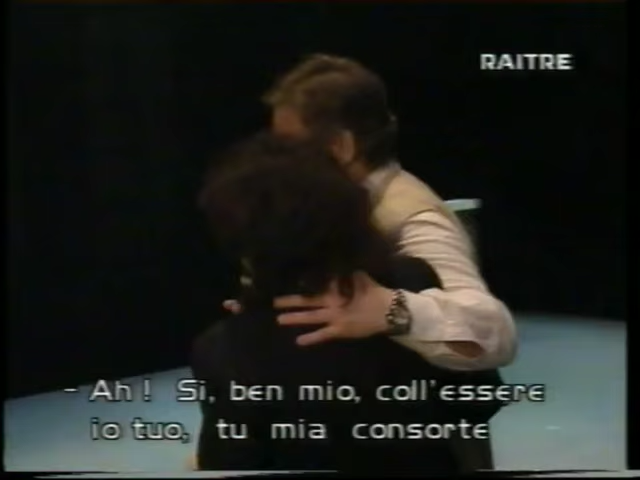 RAITRE
- Ah! Si, ben mio, coll'essere
io tuo, tu mia consorte